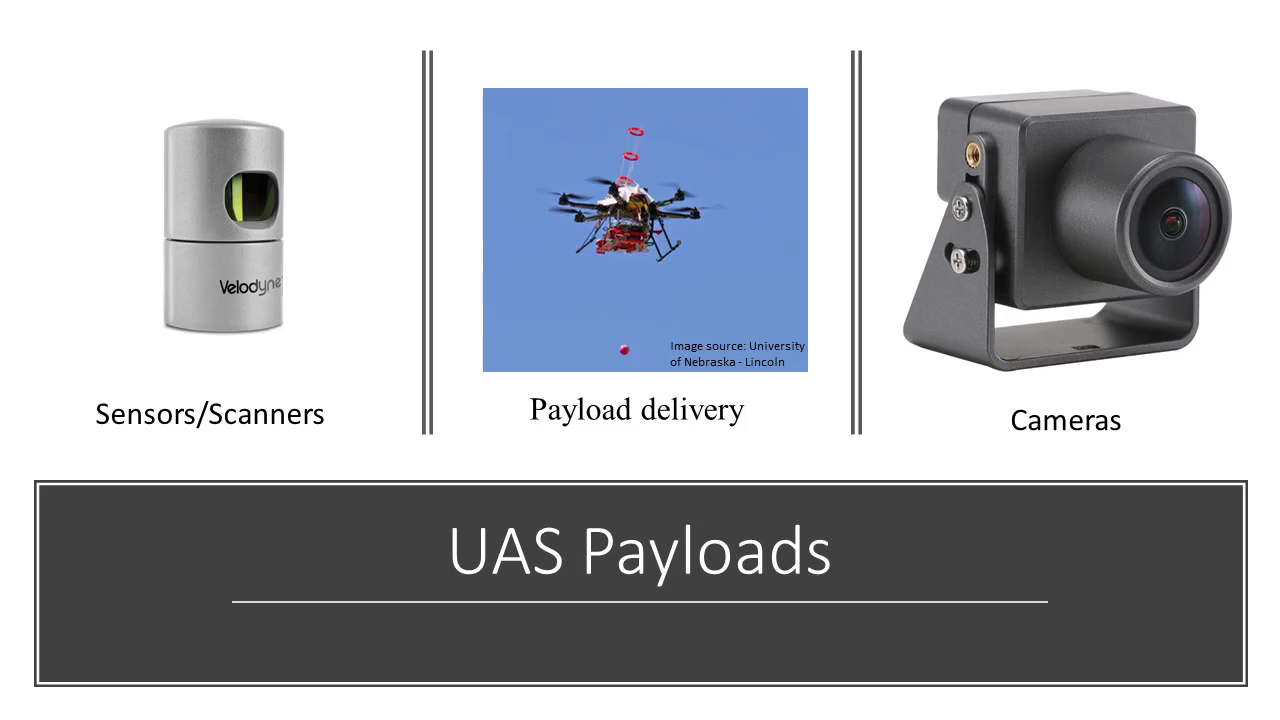 Velodyne
Image source: University
of Nebraska - Lincoln
Sensors/Scanners
Payload delivery
Cameras
UAS Payloads